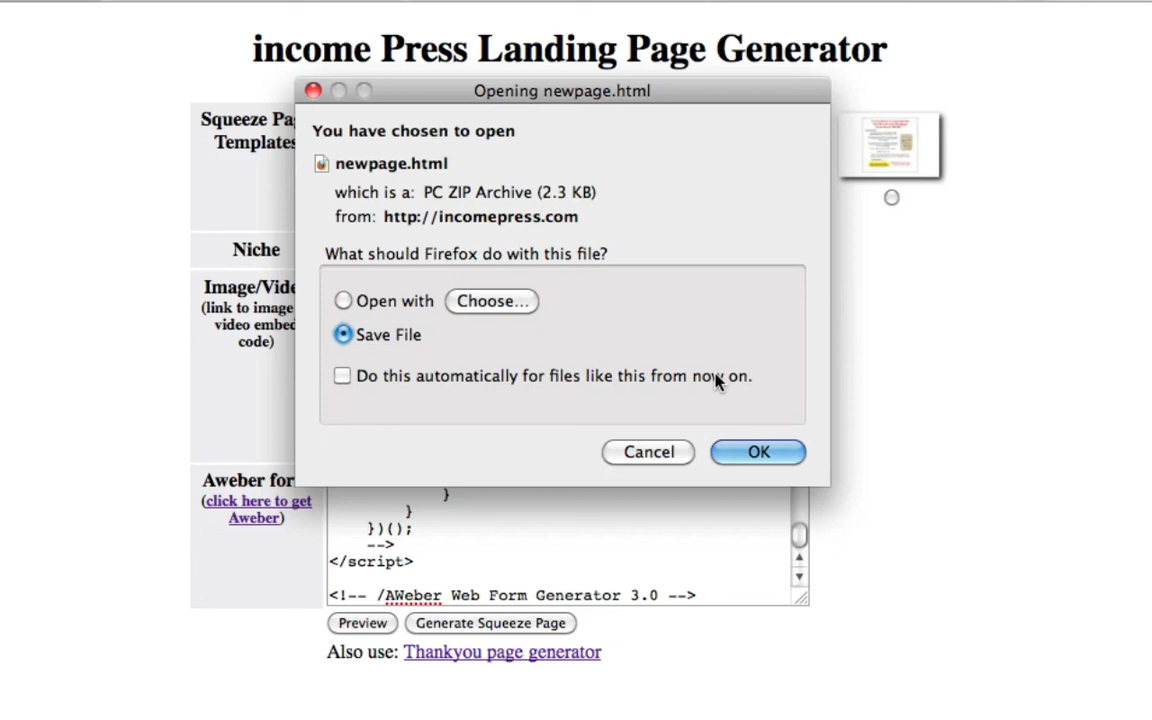 income Press Landing Page Generator
Opening newpage.html
Squeeze Pa
Templates
You have chosen to open
newpage.html
which is a: PC ZIP Archive (2.3 KB)
from: http://incomepress.com
Niche
What should Firefox do with this file?
Image/Vide
(link to image
video embed
code)
Open with
Choose...
Save File
Do this automatically for files like this from now on.
Cancel
OK
Aweber for
(click here to get
Aweber)
}
}
})();
-->
</script>
<!-- /AWeber Web Form Generator 3.0 -->
Preview
Generate Squeeze Page
Also use: Thankyou page generator